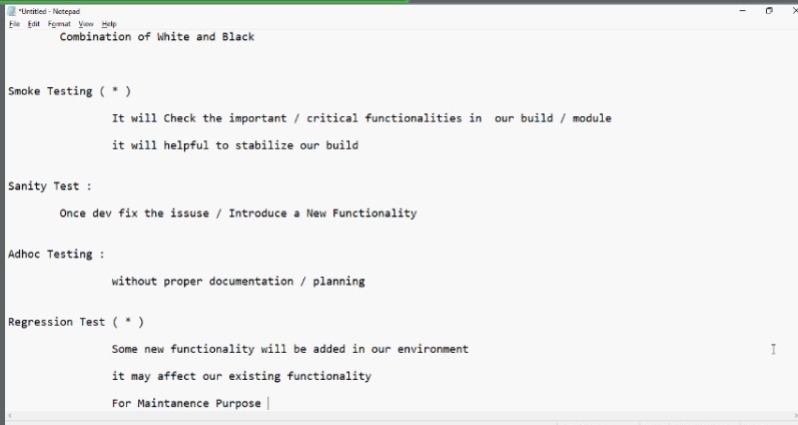 *Untitled - Notepad
File Edit Format View Help
Combination of White and Black
Smoke Testing ( * )
It will Check the important / critical functionalities in our build / module
it will helpful to stabilize our build
Sanity Test :
Once dev fix the issuse / Introduce a New Functionality
Adhoc Testing :
without proper documentation / planning
Regression Test ( * )
Some new functionality will be added in our environment
it may affect our existing functionality
For Maintanence Purpose